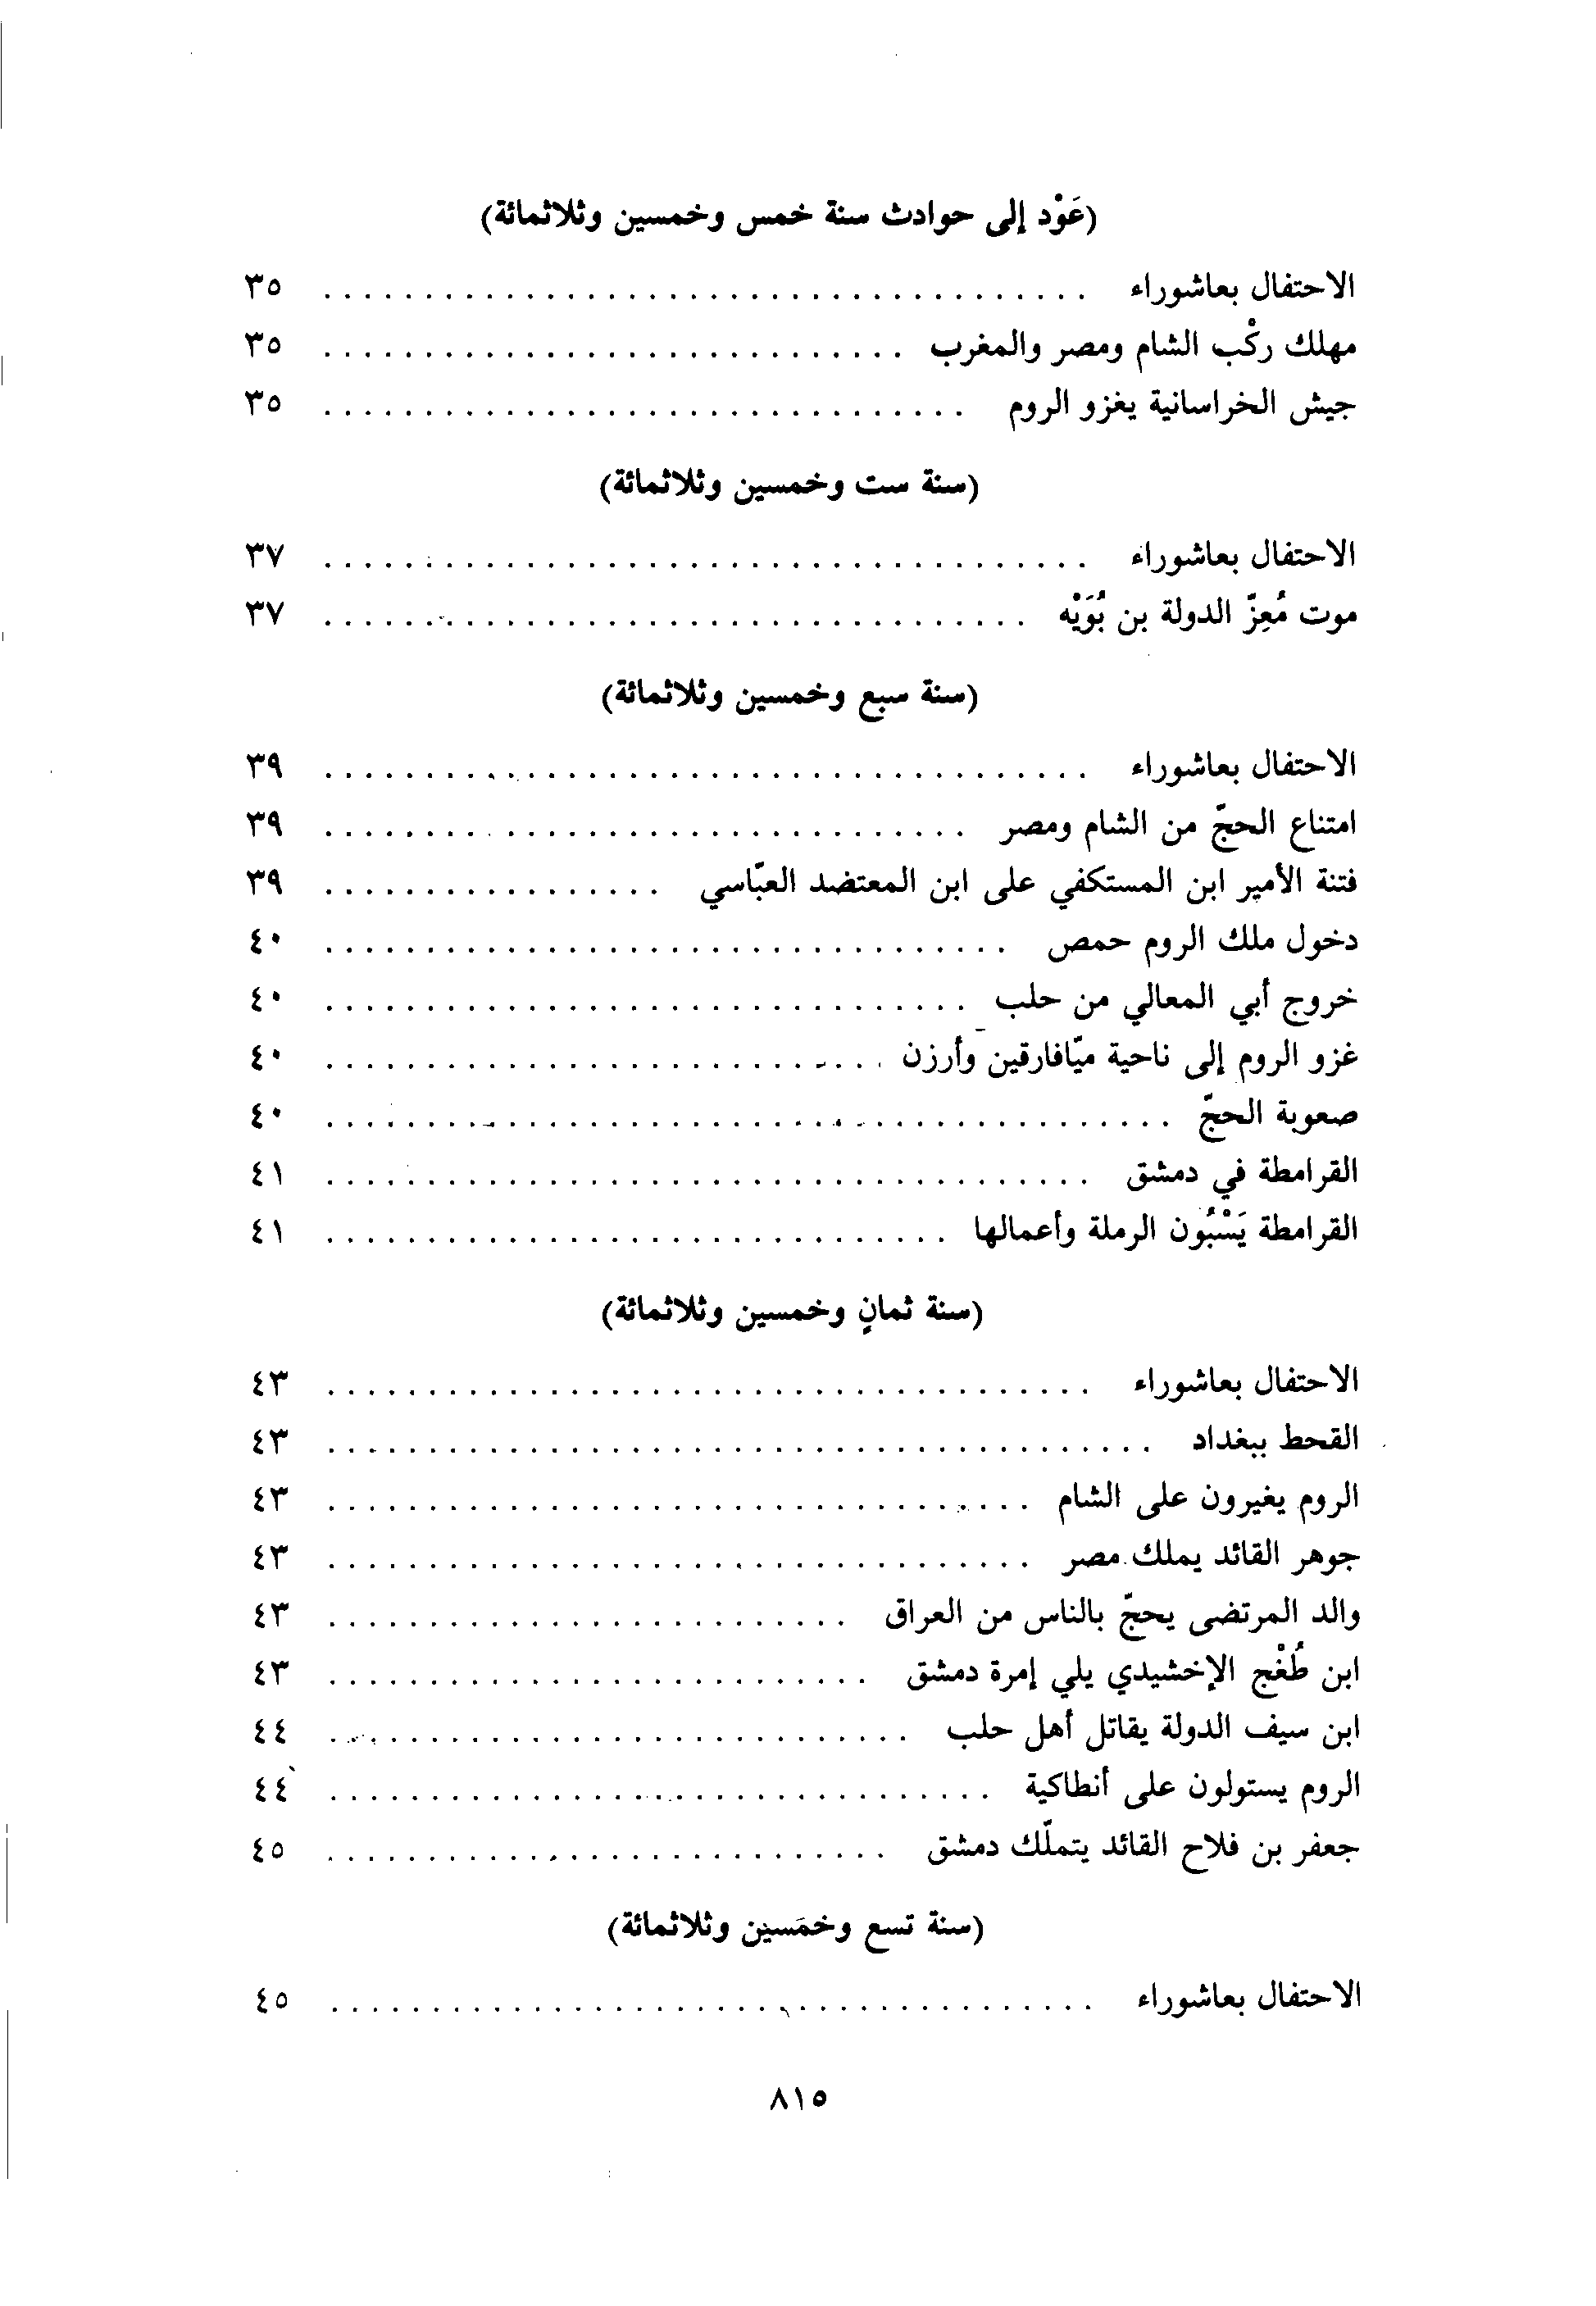 (عَوْد إلى حوادث سنة خمس وخمسين وثلاثمائة)
الاحتفال بعاشوراء ..................................... ٣٥
مهلك ركْب الشام ومصر والمغرب ............................. ٣٥
جيش الخراسانية يغزو الروم ................................ ٣٥
(سنة ست وخمسين وثلاثمائة)
الاحتفال بعاشوراء ..................................... ٣٧
موت مُعِزّ الدولة بن بُوَيْه .................................. ٣٧
(سنة سبع وخمسين وثلاثمائة)
الاحتفال بعاشوراء ..................................... ٣٩
امتناع الحجّ من الشام ومصر ................................ ٣٩
فتنة الأمير ابن المستكفي على ابن المعتضد العبّاسي ................. ٣٩
دخول ملك الروم حمص .................................. ٤٠
خروج أبي المعالي من حلب ................................ ٤٠
غزو الروم إلى ناحية ميّافارقين وأرزن ............................ ٤٠
صعوبة الحجّ .......................................... ٤٠
القرامطة في دمشق ...................................... ٤١
القرامطة يَسْبُون الرملة وأعمالها ............................... ٤١
(سنة ثمانٍ وخمسين وثلاثمائة)
الاحتفال بعاشوراء ...................................... ٤٣
القحط ببغداد ......................................... ٤٣
الروم يغيرون على الشام ................................... ٤٣
جوهر القائد يملك مصر ................................... ٤٣
والد المرتضى يحجّ بالناس من العراق .......................... ٤٣
ابن طُغْج الإخشيدي يلي إمرة دمشق ........................... ٤٣
ابن سيف الدولة يقاتل أهل حلب ............................. ٤٤
الروم يستولون على أنطاكية ................................. ٤٤
جعفر بن فلاح القائد يتملّك دمشق ............................ ٤٥
(سنة تسع وخمسين وثلاثمائة)
الاحتفال بعاشوراء ...................................... ٤٥
٨١٥